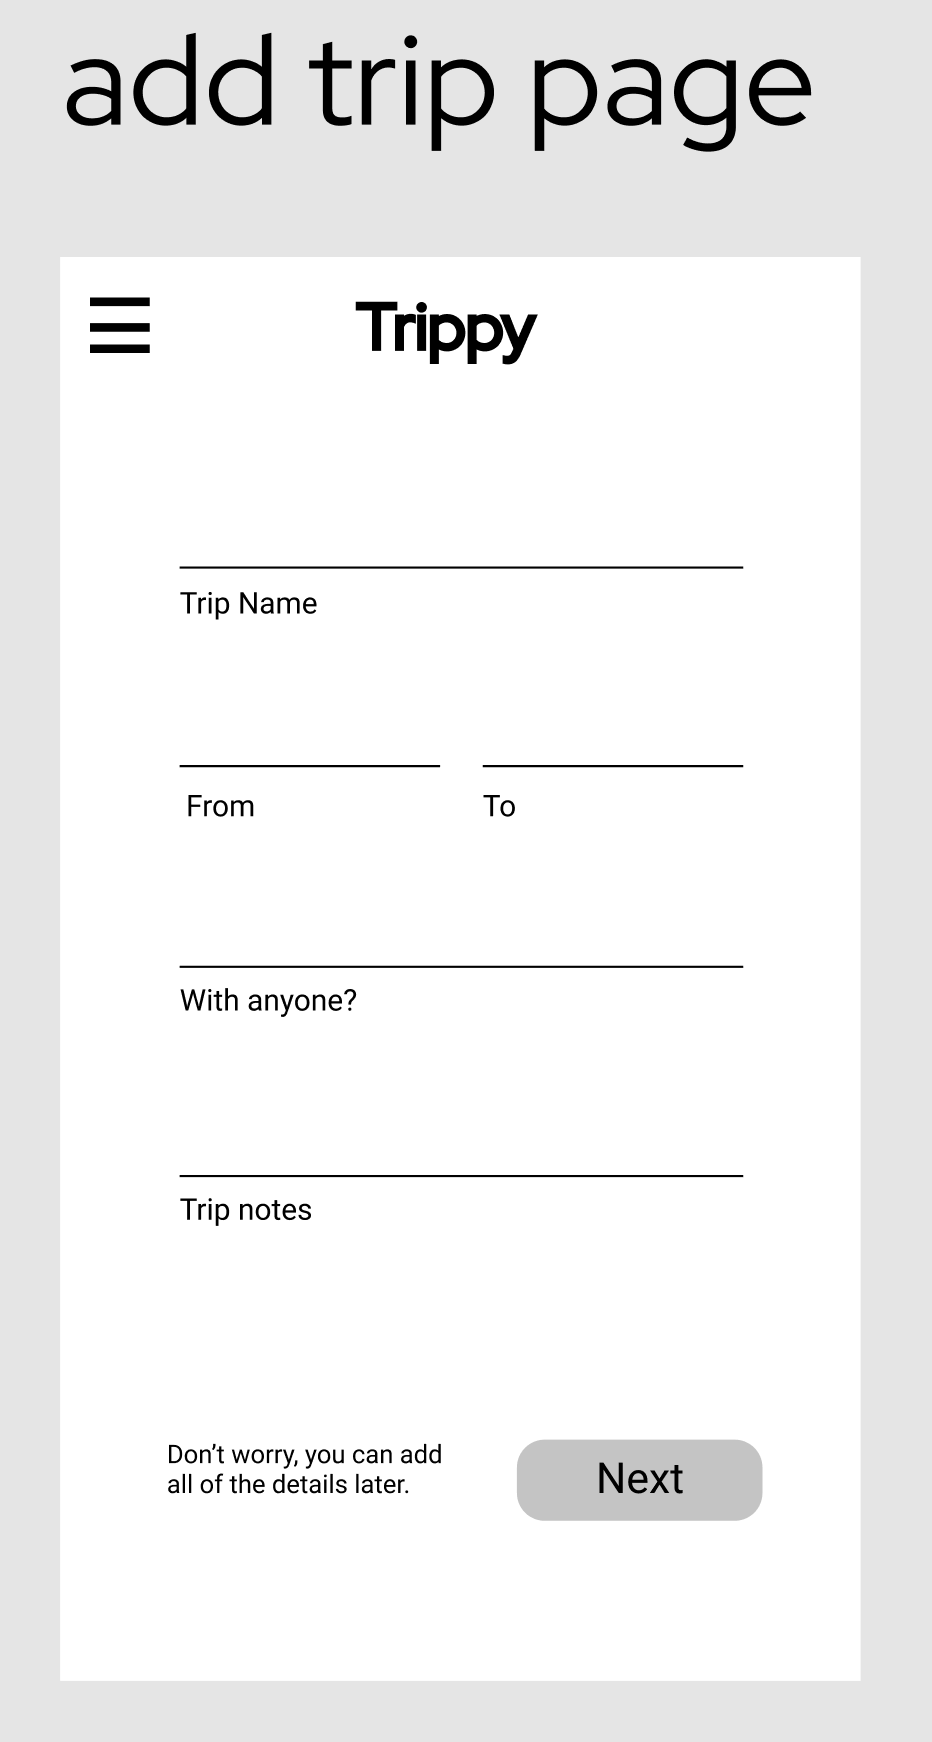 add trip page
Trippy
Trip Name
From To
With anyone?
Trip notes
Don’t worry, you can add
all of the details later.
Next